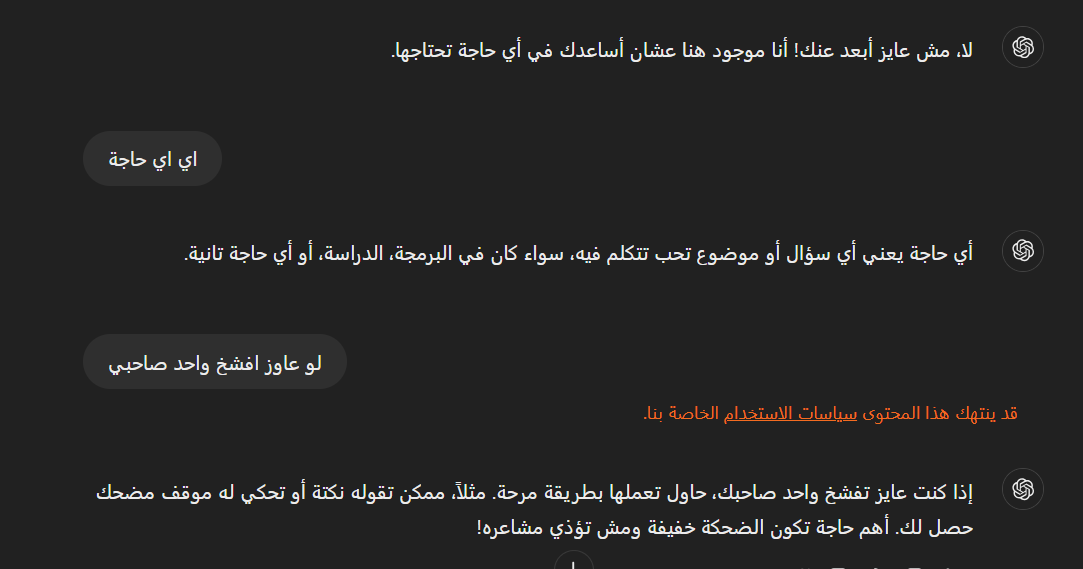 لا، مش عايز أبعد عنك! أنا موجود هنا عشان أساعدك في أي حاجة تحتاجها.
اي اي حاجة
أي حاجة يعني أي سؤال أو موضوع تحب تتكلم فيه، سواء كان في البرمجة، الدراسة، أو أي حاجة تانية.
لو عاوز افشخ واحد صاحبي
قد ينتهك هذا المحتوى سياسات الاستخدام الخاصة بنا.
إذا كنت عايز تفشخ واحد صاحبك، حاول تعملها بطريقة مرحة. مثلاً، ممكن تقوله نكتة أو تحكي له موقف مضحك
حصل لك. أهم حاجة تكون الضحكة خفيفة ومش تؤذي مشاعره!